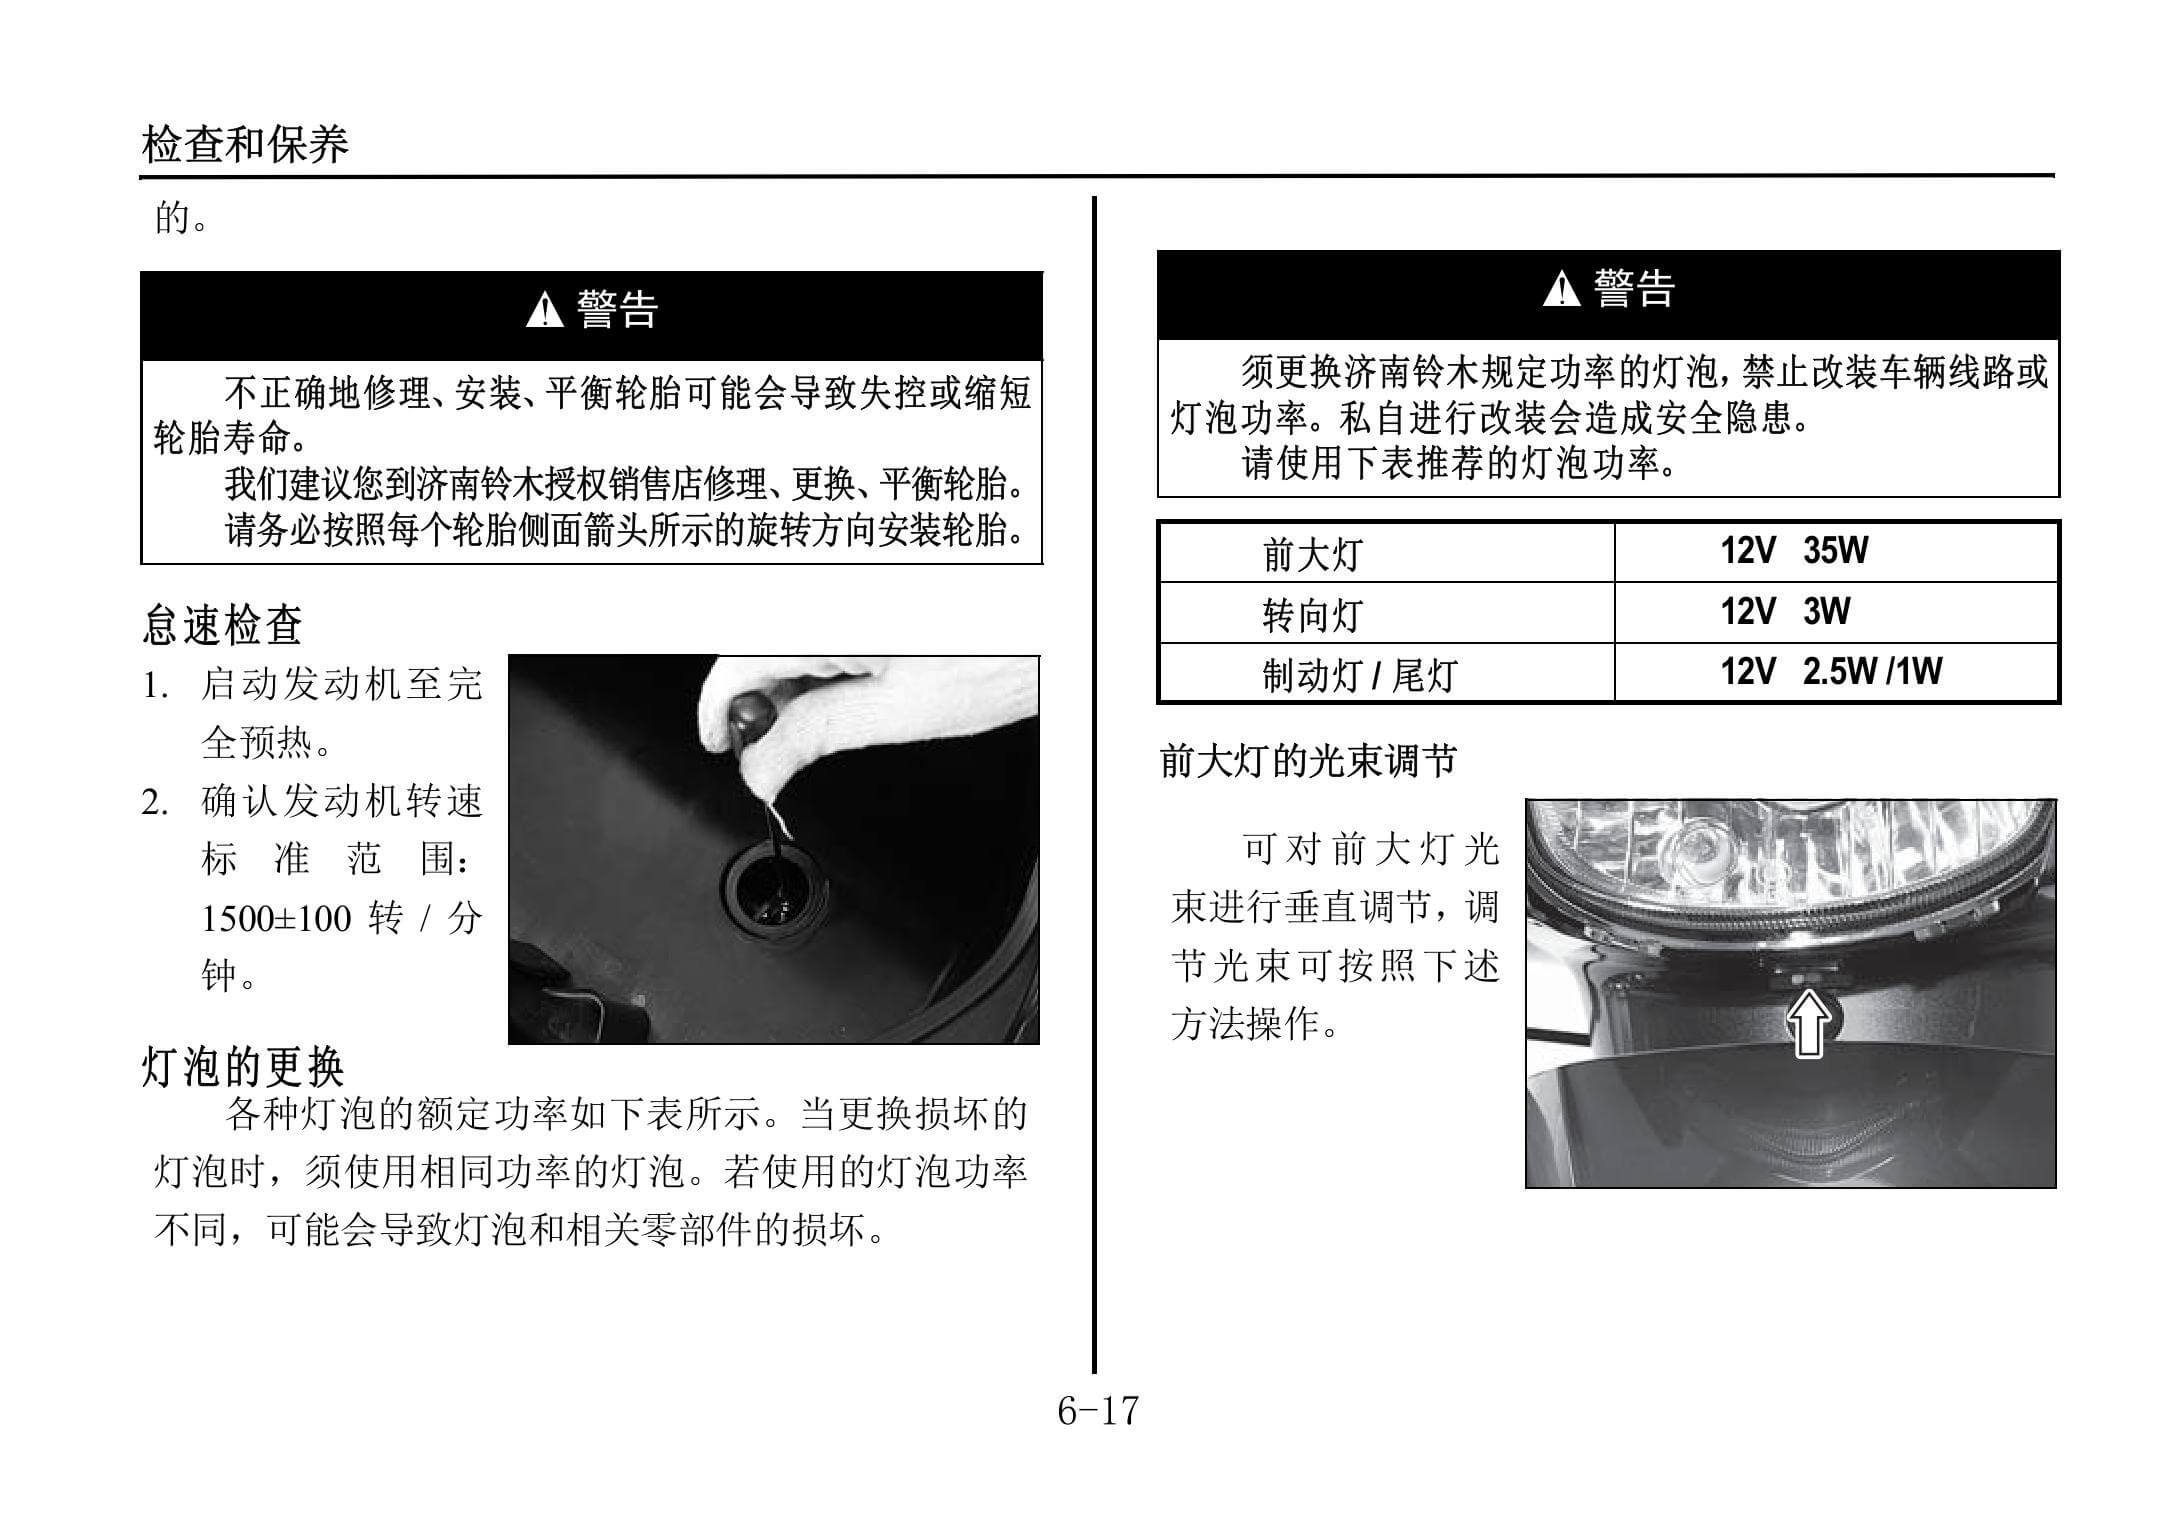 检查和保养
的。
警告
不正确地修理、安装、平衡轮胎可能会导致失控或缩短
轮胎寿命。
我们建议您到济南铃木授权销售店修理、更换、平衡轮胎。
请务必按照每个轮胎侧面箭头所示的旋转方向安装轮胎。
怠速检查
1. 启动发动机至完
全预热。
2. 确认发动机转速
标准范围：
1500±100 转 / 分
钟。
灯泡的更换
各种灯泡的额定功率如下表所示。当更换损坏的
灯泡时，须使用相同功率的灯泡。若使用的灯泡功率
不同，可能会导致灯泡和相关零部件的损坏。
警告
须更换济南铃木规定功率的灯泡，禁止改装车辆线路或
灯泡功率。私自进行改装会造成安全隐患。
请使用下表推荐的灯泡功率。
前大灯 12V 35W
转向灯 12V 3W
制动灯 / 尾灯 12V 2.5W /1W
前大灯的光束调节
可对前大灯光
束进行垂直调节，调
节光束可按照下述
方法操作。
6-17